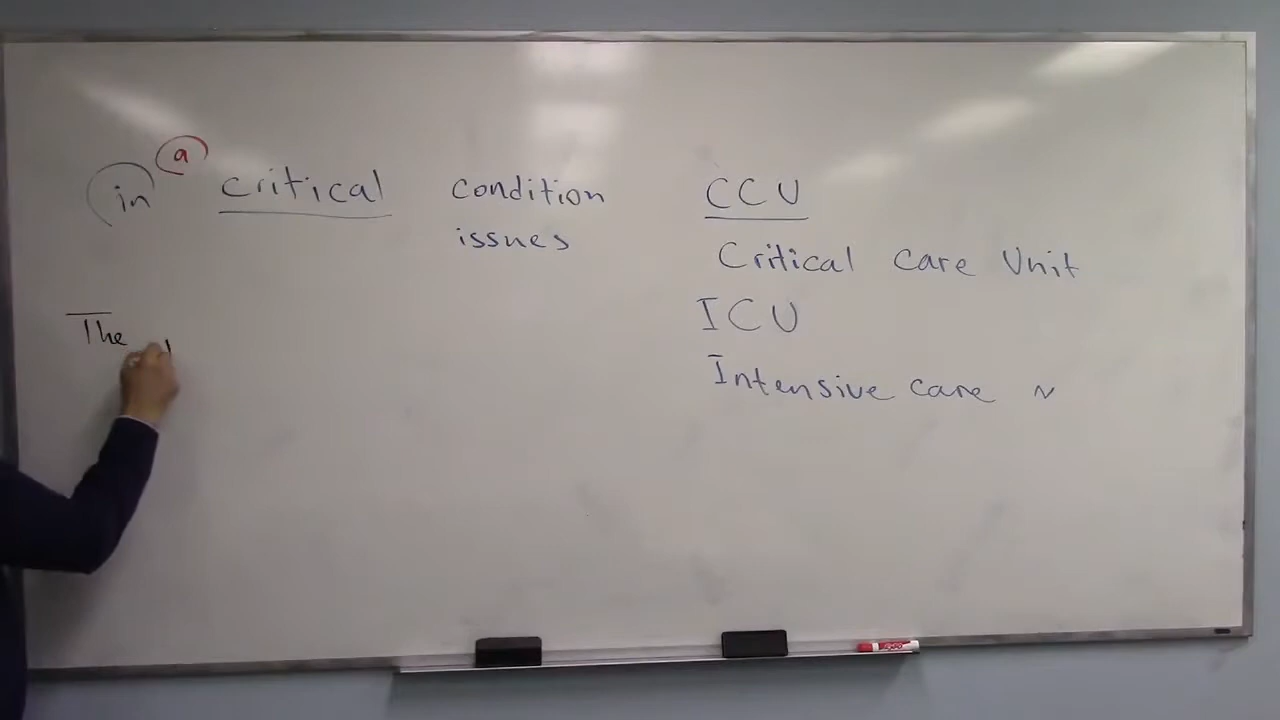 in a critical condition
issues
CCU
Critical Care Unit
ICU
Intensive care ~
The